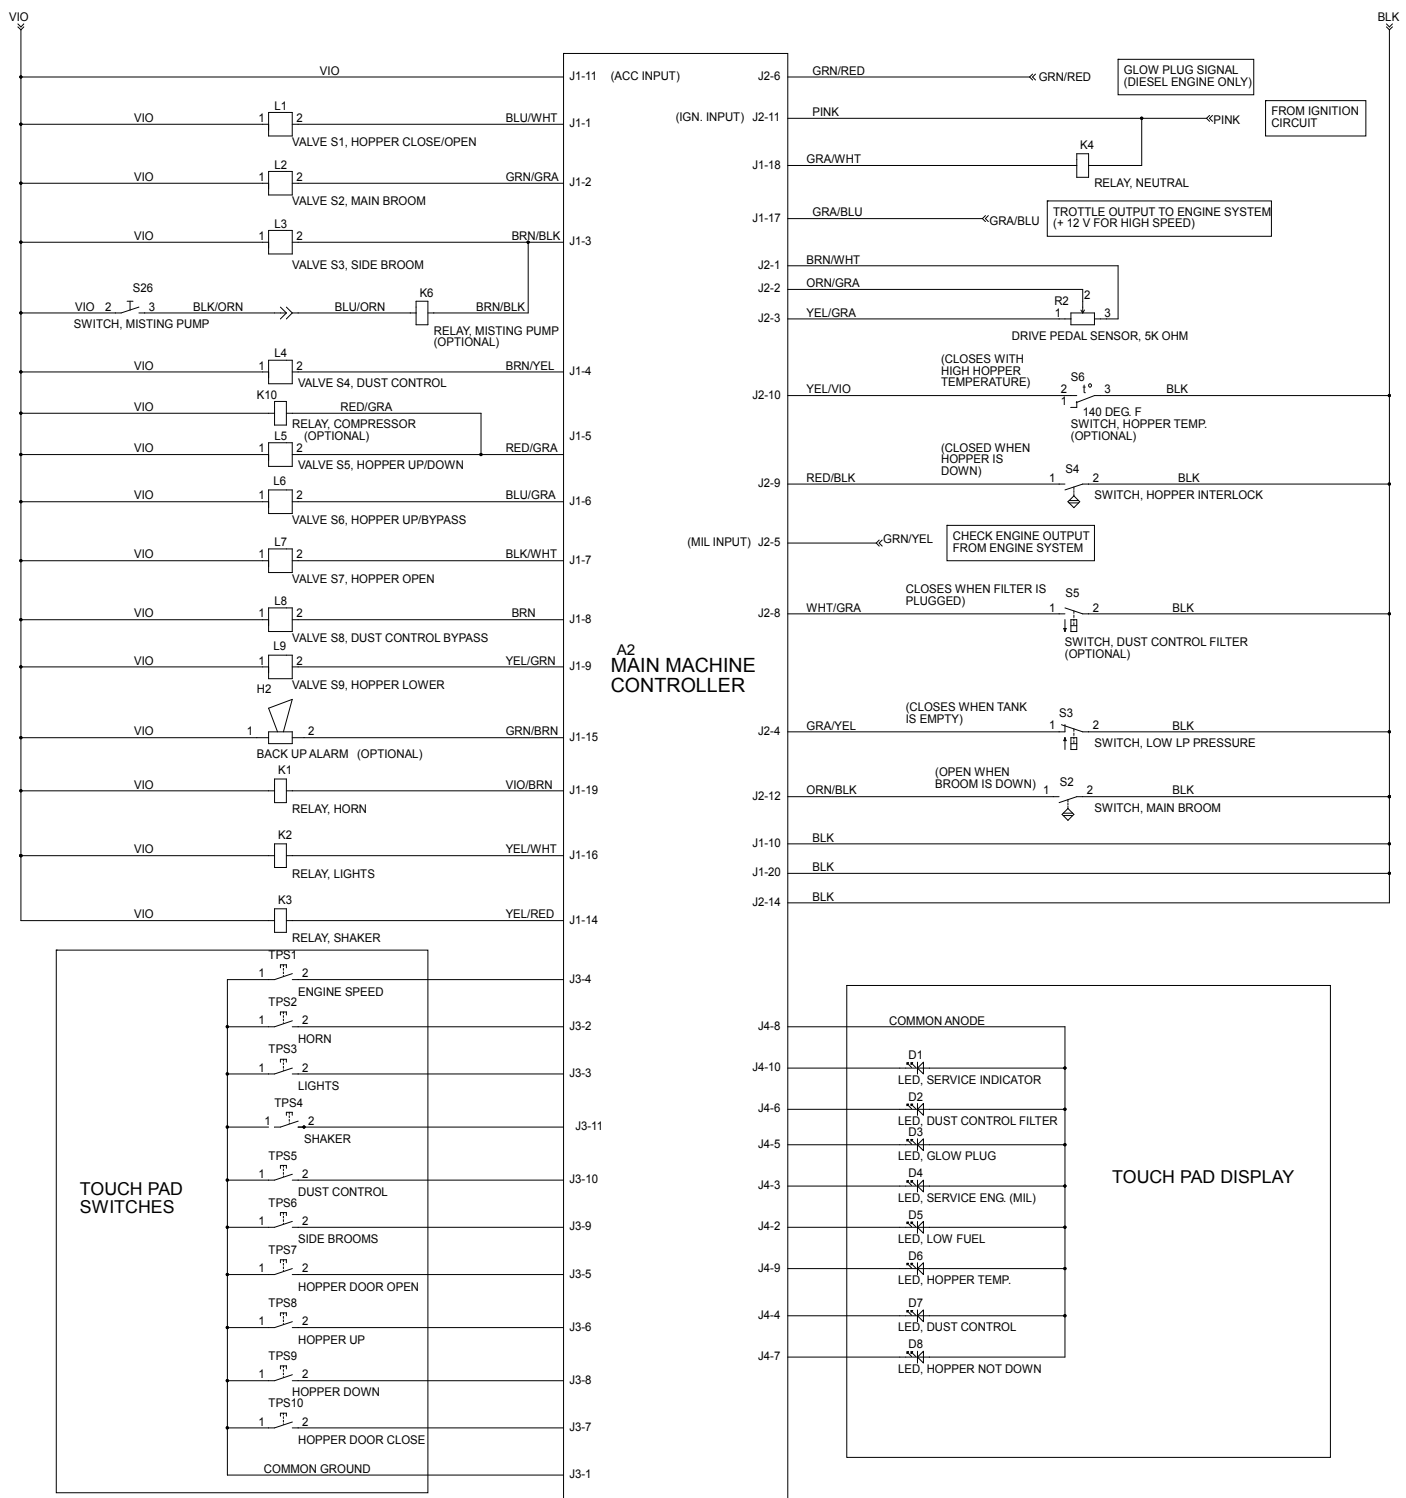 VIO
BLK
VIO
J1-11 (ACC INPUT)
L1
VIO 1 2 BLU/WHT J1-1
VALVE S1, HOPPER CLOSE/OPEN
L2
VIO 1 2 GRN/GRA J1-2
VALVE S2, MAIN BROOM
L3
VIO 1 2 BRN/BLK J1-3
VALVE S3, SIDE BROOM
S26
K6
VIO 2 3 BLK/ORN BLU/ORN BRN/BLK
SWITCH, MISTING PUMP
RELAY, MISTING PUMP
(OPTIONAL)
L4
VIO 1 2 BRN/YEL J1-4
VALVE S4, DUST CONTROL
K10
VIO RED/GRA
RELAY, COMPRESSOR
(OPTIONAL)
J1-5
L5
VIO 1 2 RED/GRA
VALVE S5, HOPPER UP/DOWN
L6
VIO 1 2 BLU/GRA J1-6
VALVE S6, HOPPER UP/BYPASS
L7
VIO 1 2 BLK/WHT J1-7
VALVE S7, HOPPER OPEN
L8
VIO 1 2 BRN J1-8
VALVE S8, DUST CONTROL BYPASS
L9
VIO 1 2 YEL/GRN J1-9
VALVE S9, HOPPER LOWER
H2
VIO 1 2 GRN/BRN J1-15
BACK UP ALARM (OPTIONAL)
K1
VIO VIO/BRN J1-19
RELAY, HORN
K2
VIO YEL/WHT J1-16
RELAY, LIGHTS
K3
VIO YEL/RED J1-14
RELAY, SHAKER
A2
MAIN MACHINE
CONTROLLER
J2-6 GRN/RED GRN/RED
GLOW PLUG SIGNAL
(DIESEL ENGINE ONLY)
(IGN. INPUT) J2-11 PINK PINK
FROM IGNITION
CIRCUIT
K4
J1-18 GRA/WHT
RELAY, NEUTRAL
J1-17 GRA/BLU GRA/BLU
TROTTLE OUTPUT TO ENGINE SYSTEM
(+ 12 V FOR HIGH SPEED)
J2-1 BRN/WHT
J2-2 ORN/GRA
R2 2
J2-3 YEL/GRA 1 3
DRIVE PEDAL SENSOR, 5K OHM
(CLOSES WITH
HIGH HOPPER
TEMPERATURE)
S6
J2-10 YEL/VIO 2 t° 3 BLK
1
140 DEG. F
SWITCH, HOPPER TEMP.
(OPTIONAL)
(CLOSED WHEN
HOPPER IS
DOWN)
S4
J2-9 RED/BLK 1 2 BLK
SWITCH, HOPPER INTERLOCK
(MIL INPUT) J2-5 GRN/YEL
CHECK ENGINE OUTPUT
FROM ENGINE SYSTEM
CLOSES WHEN FILTER IS
PLUGGED)
S5
J2-8 WHT/GRA 1 2 BLK
SWITCH, DUST CONTROL FILTER
(OPTIONAL)
(CLOSES WHEN TANK
IS EMPTY)
S3
J2-4 GRA/YEL 1 2 BLK
SWITCH, LOW LP PRESSURE
(OPEN WHEN
BROOM IS DOWN)
S2
J2-12 ORN/BLK 1 2 BLK
SWITCH, MAIN BROOM
J1-10 BLK
J1-20 BLK
J2-14 BLK
TOUCH PAD
SWITCHES
TPS1
1 2 J3-4
ENGINE SPEED
TPS2
1 2 J3-2
HORN
TPS3
1 2 J3-3
LIGHTS
TPS4
1 2 J3-11
SHAKER
TPS5
1 2 J3-10
DUST CONTROL
TPS6
1 2 J3-9
SIDE BROOMS
TPS7
1 2 J3-5
HOPPER DOOR OPEN
TPS8
1 2 J3-6
HOPPER UP
TPS9
1 2 J3-8
HOPPER DOWN
TPS10
1 2 J3-7
HOPPER DOOR CLOSE
COMMON GROUND J3-1
J4-8 COMMON ANODE
D1
J4-10
LED, SERVICE INDICATOR
D2
J4-6
LED, DUST CONTROL FILTER
D3
J4-5
LED, GLOW PLUG
D4
J4-3
LED, SERVICE ENG. (MIL)
D5
J4-2
LED, LOW FUEL
D6
J4-9
LED, HOPPER TEMP.
D7
J4-4
LED, DUST CONTROL
D8
J4-7
LED, HOPPER NOT DOWN
TOUCH PAD DISPLAY